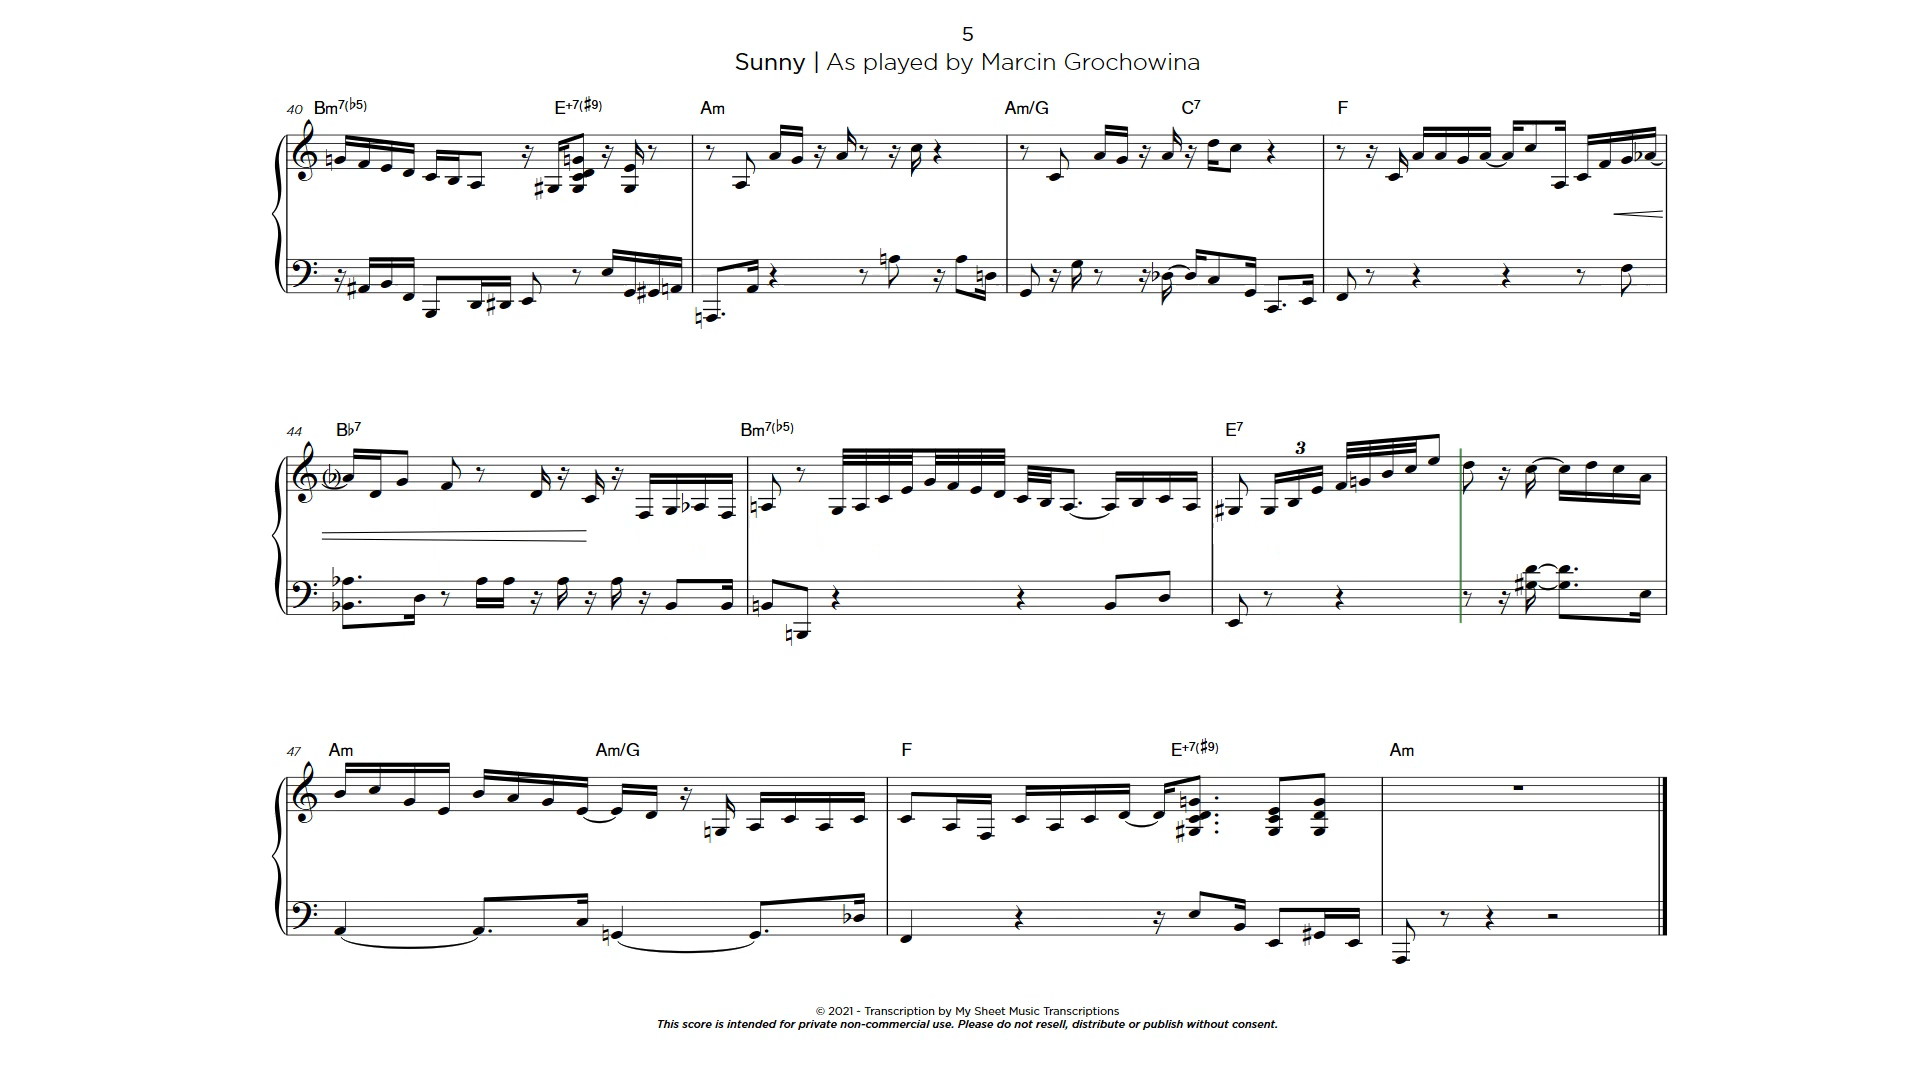 5
Sunny | As played by Marcin Grochowina
40 Bm7(♭5) E+7(♯9) Am Am/G C7 F
44 B♭7 Bm7(♭5) E7
3
47 Am Am/G F E+7(♯9) Am
© 2021 - Transcription by My Sheet Music Transcriptions
This score is intended for private non-commercial use. Please do not resell, distribute or publish without consent.